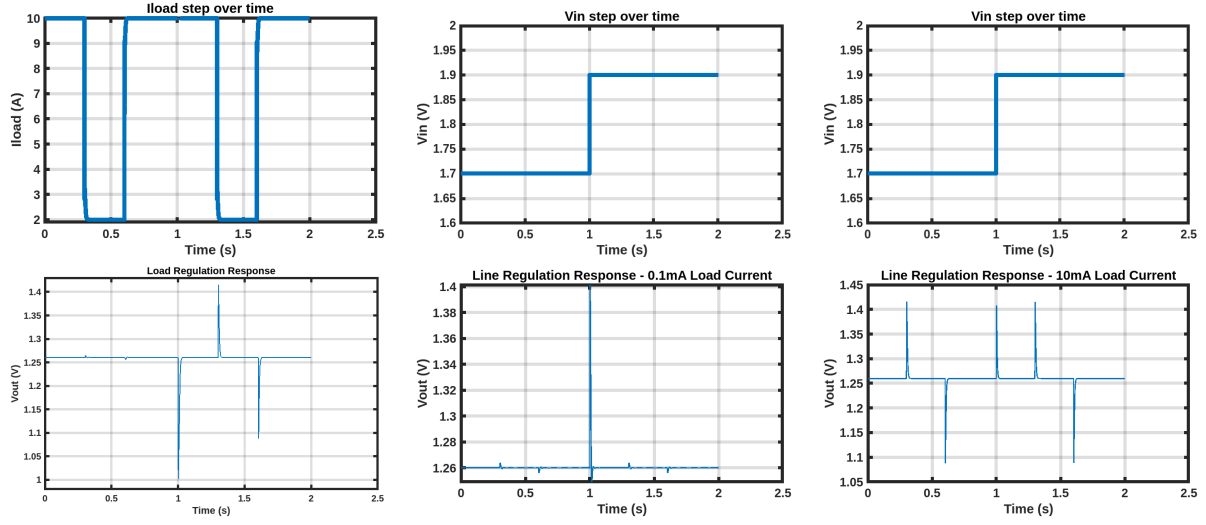 Iload step over time
10
9
8
7
6
5
4
3
2
Iload (A)
0 0.5 1 1.5 2 2.5
Time (s)
Vin step over time
2
1.95
1.9
1.85
1.8
1.75
1.7
1.65
1.6
Vin (V)
0 0.5 1 1.5 2 2.5
Time (s)
Vin step over time
2
1.95
1.9
1.85
1.8
1.75
1.7
1.65
1.6
Vin (V)
0 0.5 1 1.5 2 2.5
Time (s)
Load Regulation Response
1.4
1.35
1.3
1.25
1.2
1.15
1.1
1.05
1
Vout (V)
0 0.5 1 1.5 2 2.5
Time (s)
Line Regulation Response - 0.1mA Load Current
1.4
1.38
1.36
1.34
1.32
1.3
1.28
1.26
Vout (V)
0 0.5 1 1.5 2 2.5
Time (s)
Line Regulation Response - 10mA Load Current
1.45
1.4
1.35
1.3
1.25
1.2
1.15
1.1
1.05
Vout (V)
0 0.5 1 1.5 2 2.5
Time (s)